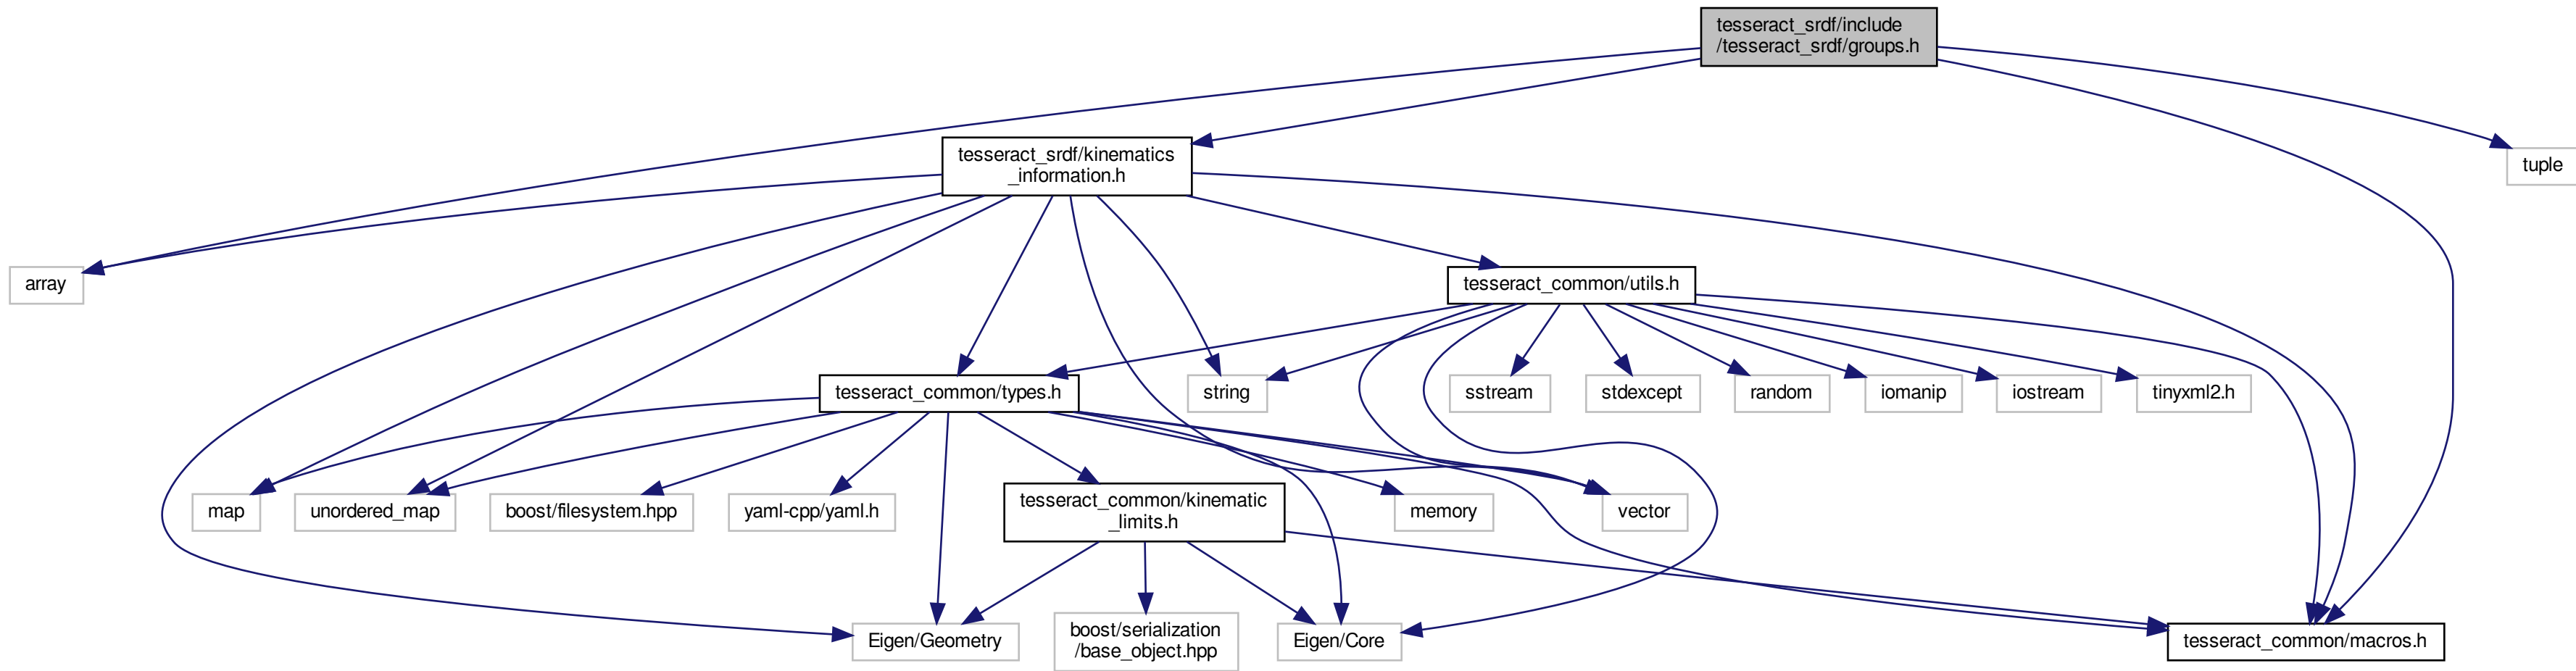 tesseract_srdf/include
/tesseract_srdf/groups.h
tesseract_srdf/kinematics
_information.h
tuple
array
tesseract_common/utils.h
tesseract_common/types.h
string
sstream
stdexcept
random
iomanip
iostream
tinyxml2.h
map
unordered_map
boost/filesystem.hpp
yaml-cpp/yaml.h
tesseract_common/kinematic
_limits.h
memory
vector
Eigen/Geometry
boost/serialization
/base_object.hpp
Eigen/Core
tesseract_common/macros.h